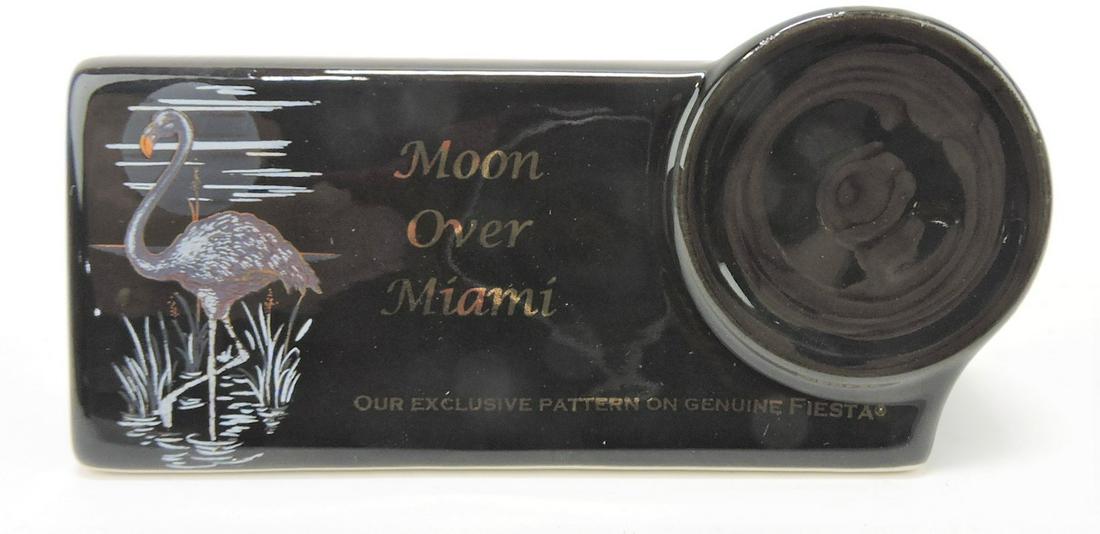 Moon
Over
Miami
OUR EXCLUSIVE PATTERN ON GENUINE FIESTA®